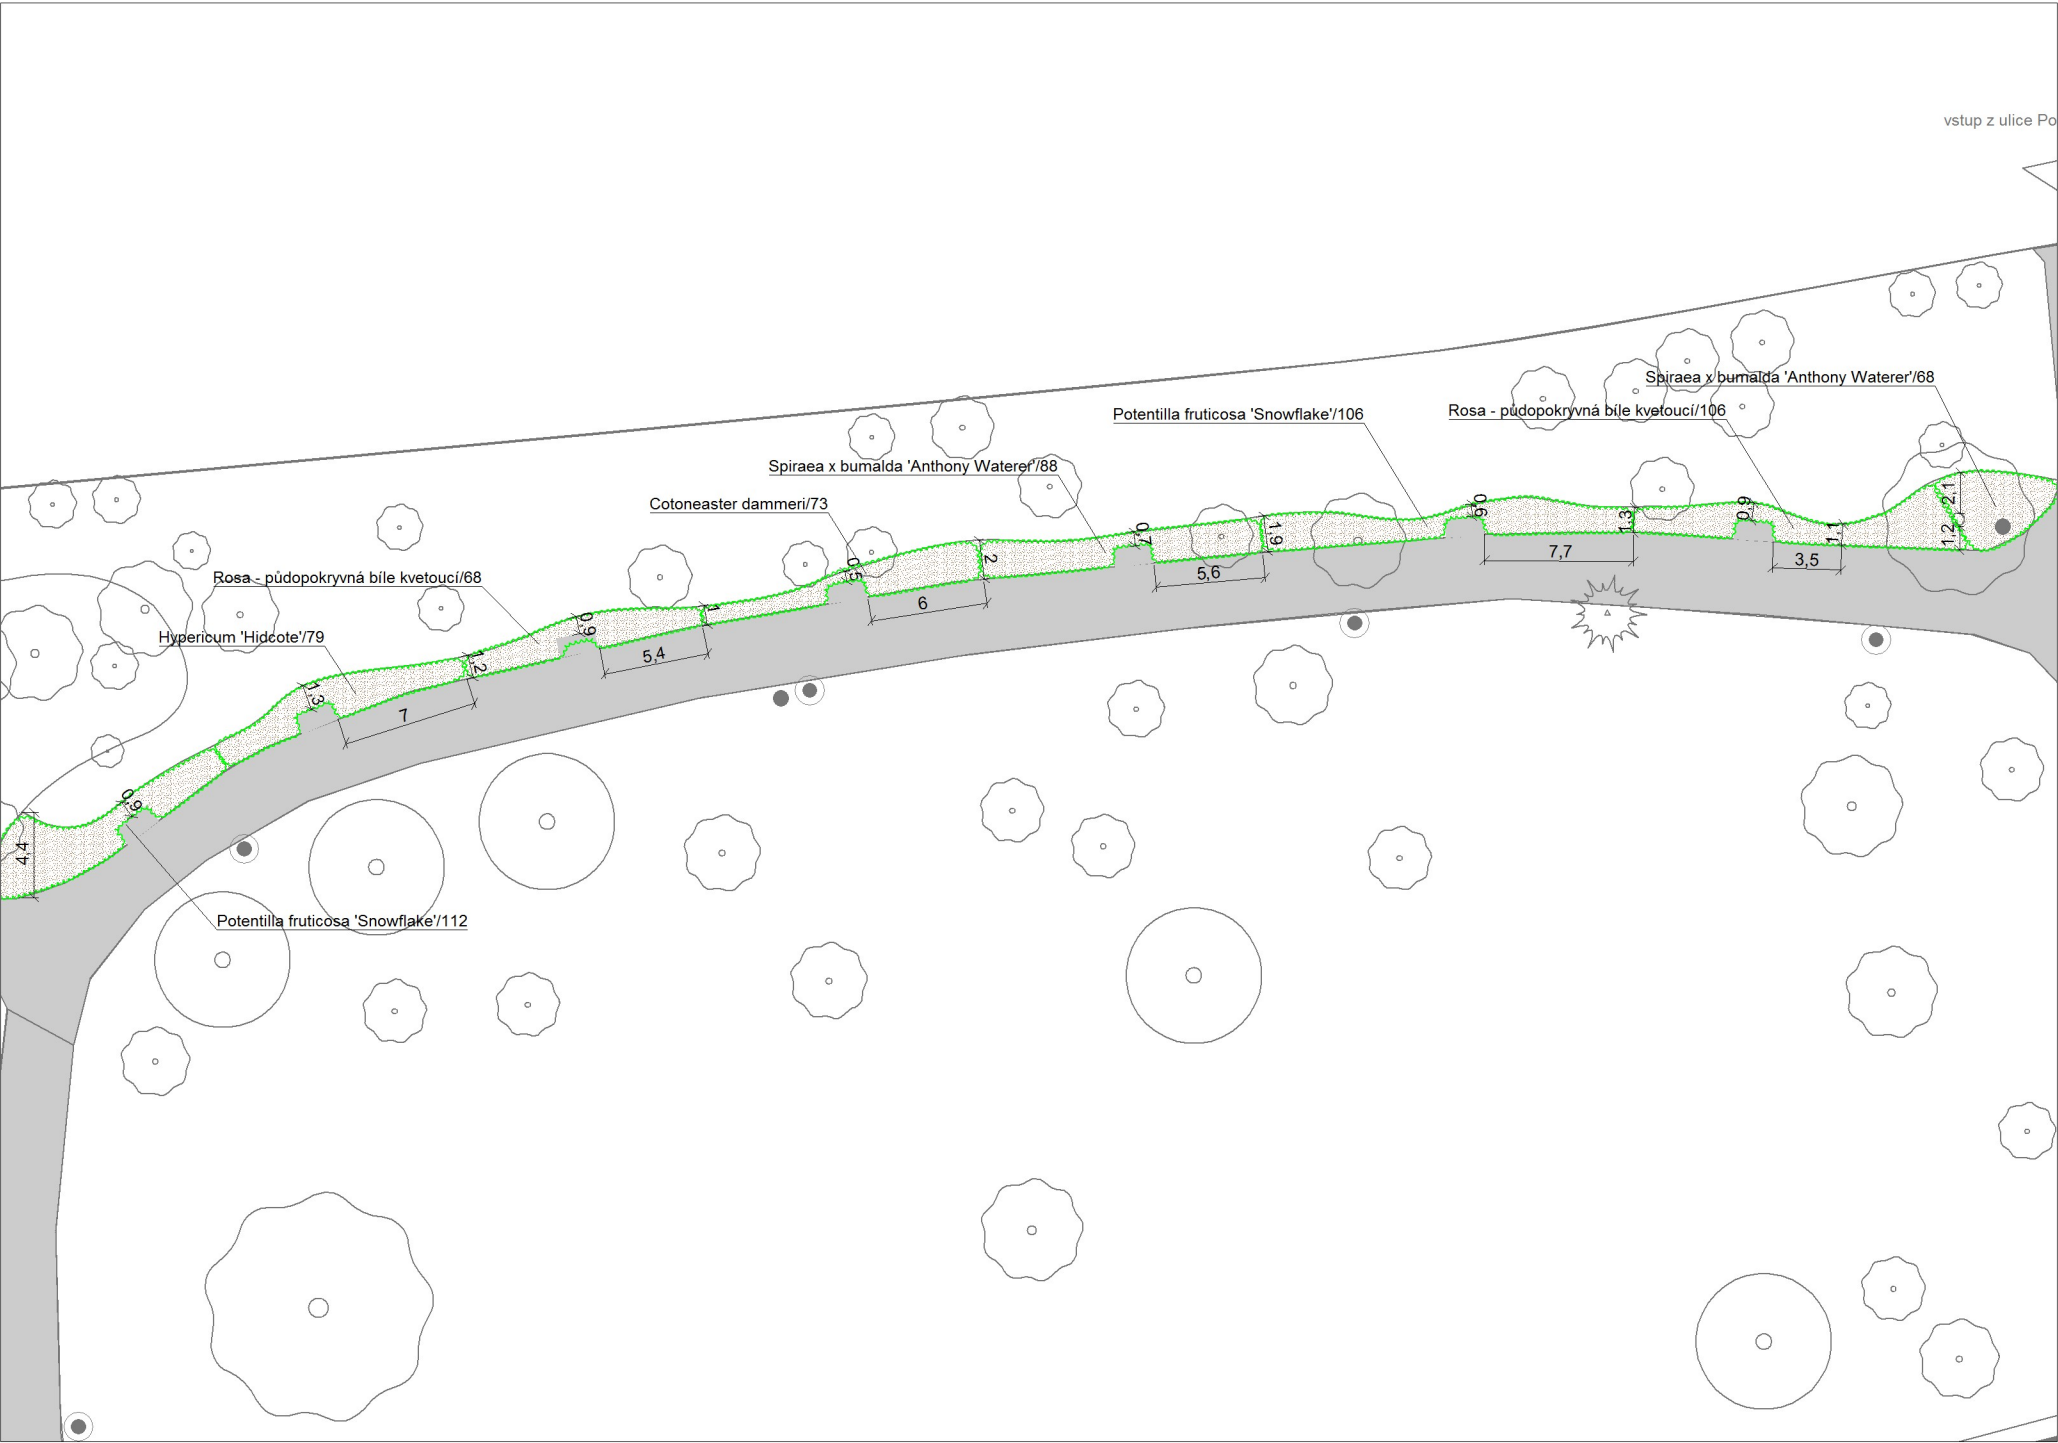 vstup z ulice Po
Spiraea x bumalda 'Anthony Waterer'/68
Rosa - půdopokryvná bíle kvetoucí/106
Potentilla fruticosa 'Snowflake'/106
Spiraea x bumalda 'Anthony Waterer'/88
Cotoneaster dammeri/73
Rosa - půdopokryvná bíle kvetoucí/68
Hypericum 'Hidcote'/79
Potentilla fruticosa 'Snowflake'/112
4,4
0,9
1,3
7
1,2
0,9
5,4
1
0,5
6
2
0,7
5,6
1,9
0,6
7,7
1,3
0,9
3,5
1,1
1,2
2,1